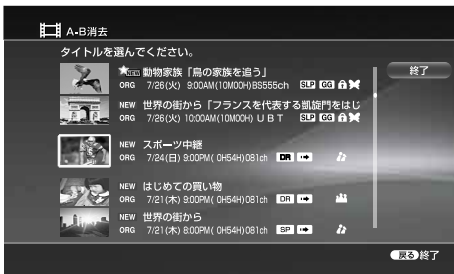 A-B消去
タイトルを選んでください。
NEW 動物家族「鳥の家族を追う」
ORG 7/26(火) 9:00AM(10M00H)BS555ch SLP GG
NEW 世界の街から「フランスを代表する凱旋門をはじ
ORG 7/26(火) 10:00AM(10M00H) U B T SLP GG
NEW スポーツ中継
ORG 7/24(日) 9:00PM( 0H54H)081ch DR
NEW はじめての買い物
ORG 7/21(木) 9:00PM( 0H54H)081ch DR
NEW 世界の街から
ORG 7/21(木) 8:00PM( 0H54H)081ch SP
終了
戻る 終了